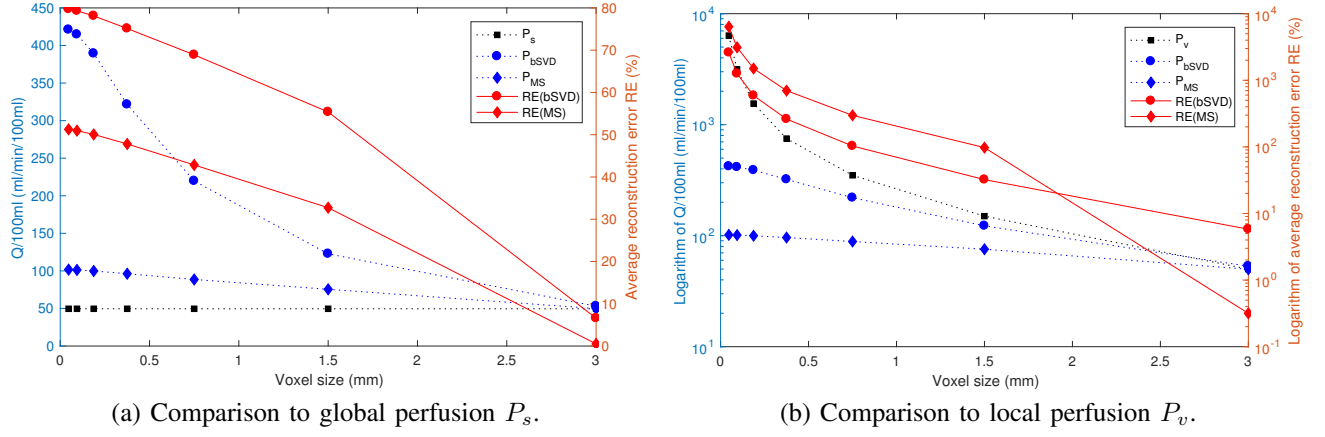 450
400
350
300
250
200
150
100
50
0
Q/100ml (ml/min/100ml)
80
70
60
50
40
30
20
10
0
Average reconstruction error RE (%)
P_s
P_bSVD
P_MS
RE(bSVD)
RE(MS)
0 0.5 1 1.5 2 2.5 3
Voxel size (mm)
(a) Comparison to global perfusion P_s.
10^4
10^3
10^2
10^1
Logarithm of Q/100ml (ml/min/100ml)
10^4
10^3
10^2
10^1
10^0
10^-1
Logarithm of average reconstruction error RE (%)
P_v
P_bSVD
P_MS
RE(bSVD)
RE(MS)
0 0.5 1 1.5 2 2.5 3
Voxel size (mm)
(b) Comparison to local perfusion P_v.